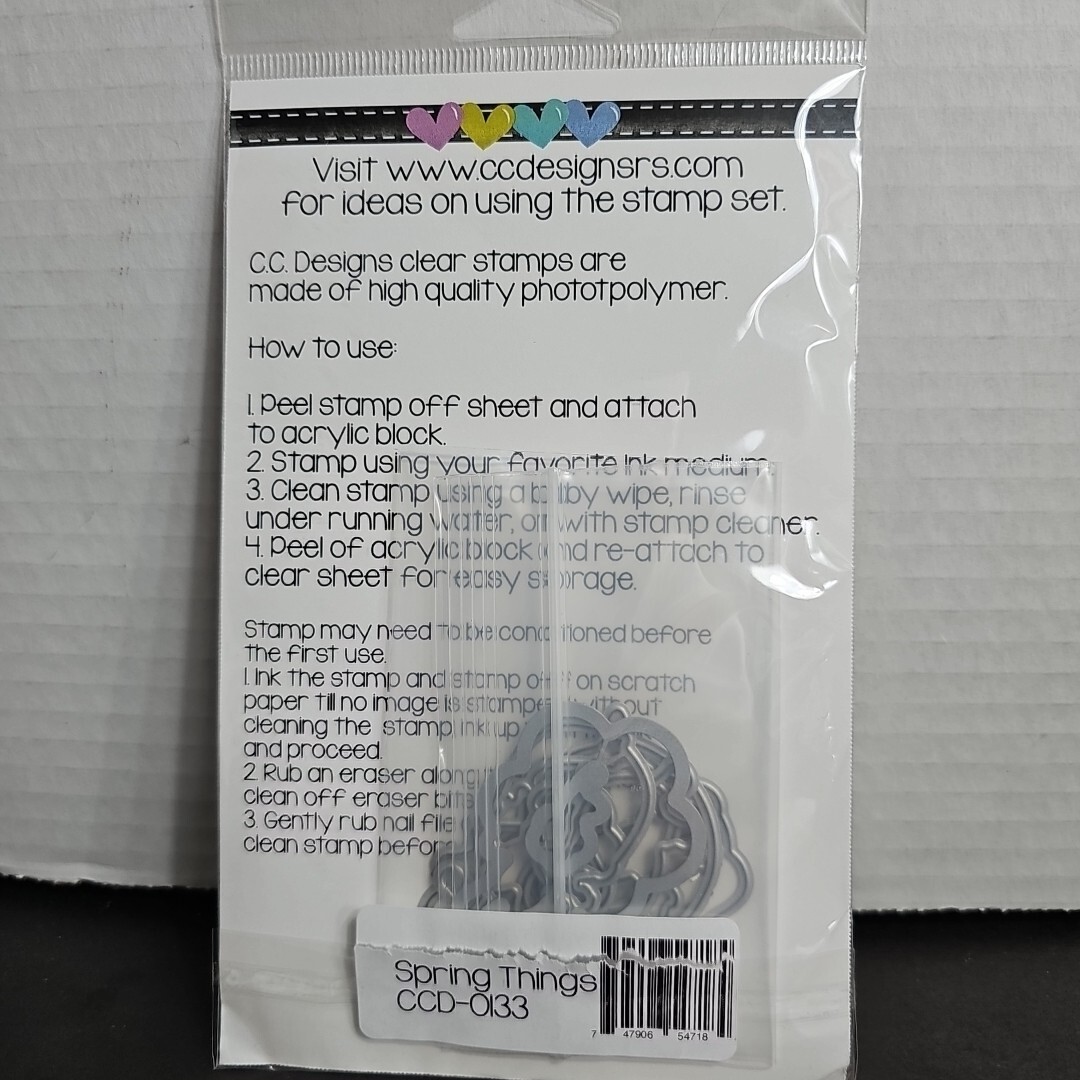 Visit www.ccdesignsrs.com
for ideas on using the stamp set.
C.C. Designs clear stamps are
made of high quality phototpolymer.
How to use:
1. Peel stamp off sheet and attach
to acrylic block.
2. Stamp using your favorite ink medium.
3. Clean stamp using a baby wipe, rinse
under running water, or with stamp cleaner.
4. Peel of acrylic block and re-attach to
clear sheet for easy storage.
Stamp may need to be conditioned before
the first use.
1. Ink the stamp and stamp off on scratch
paper till no image is stamped without
cleaning the stamp, ink up
and proceed.
2. Rub an eraser along
clean off eraser bits
3. Gently rub nail file
clean stamp before
Spring Things
CCD-0133
7 47906 54718